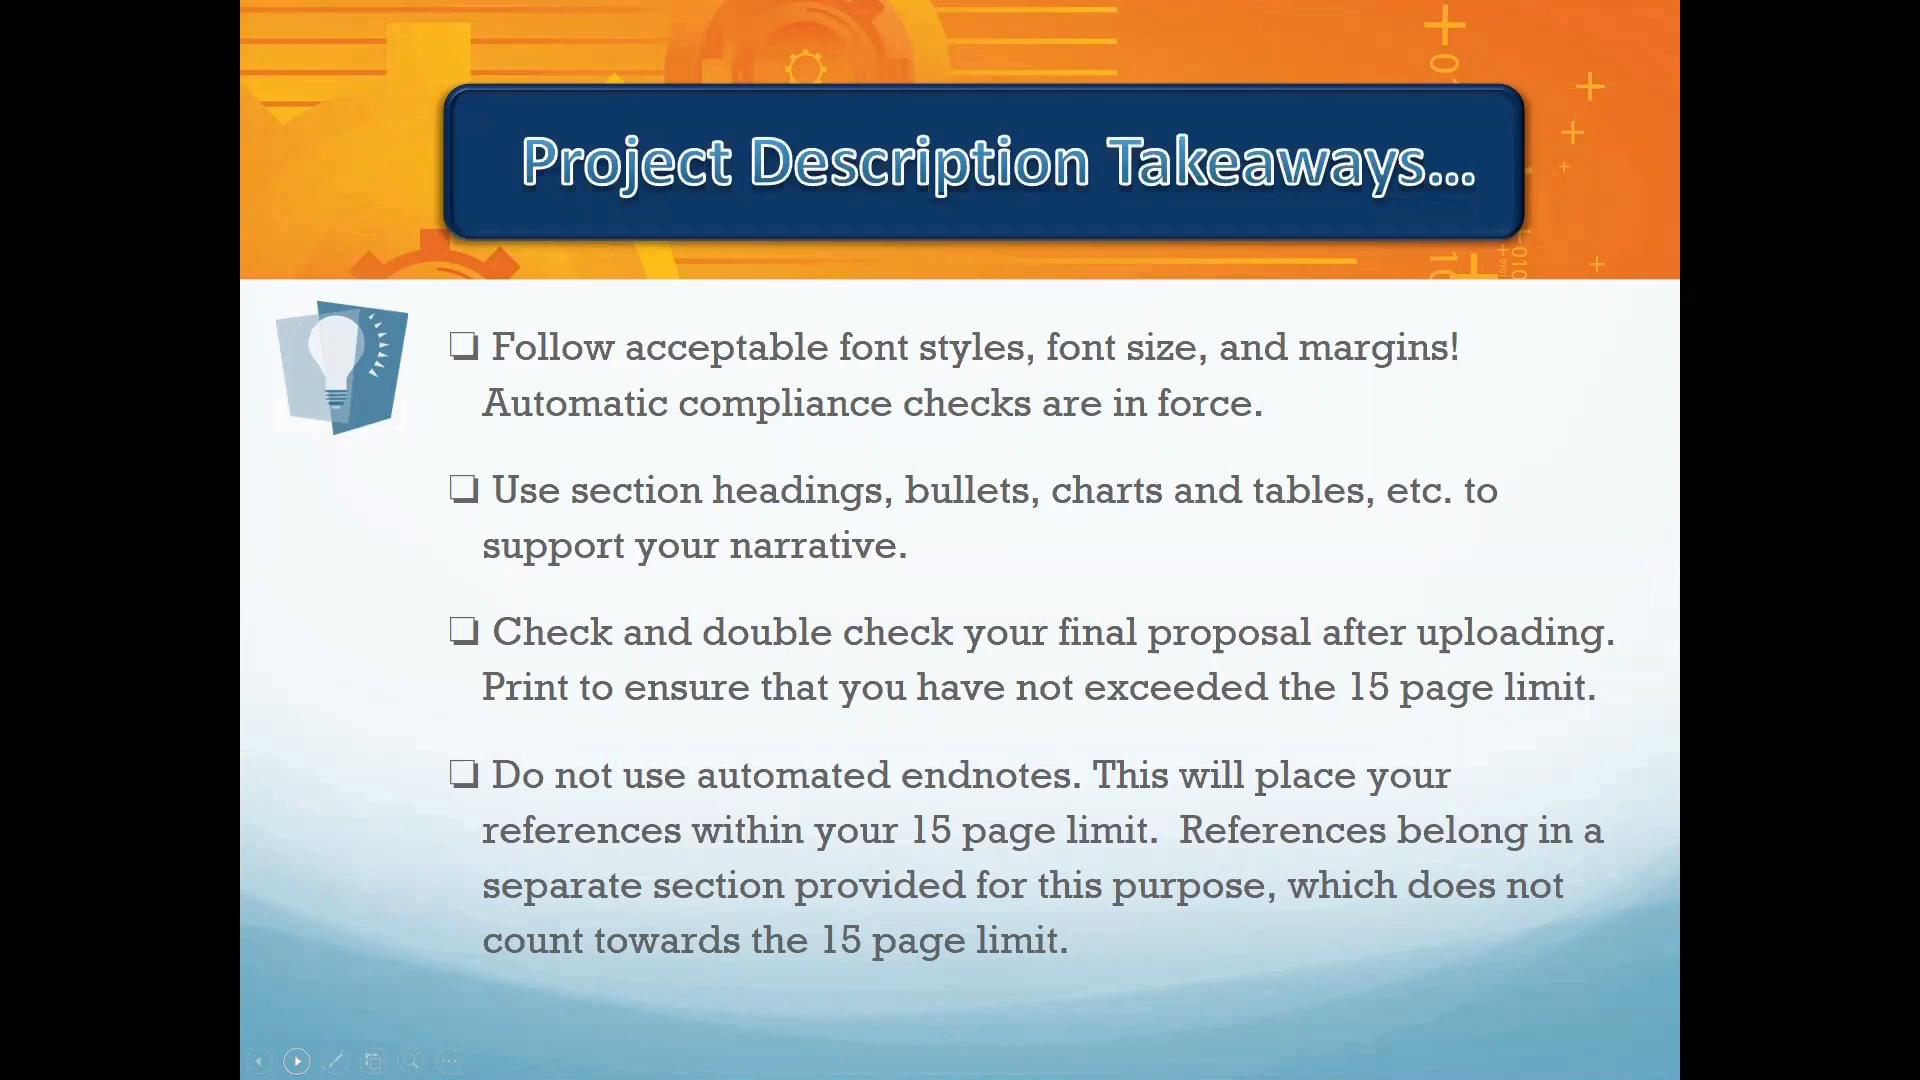 Project Description Takeaways...
❑ Follow acceptable font styles, font size, and margins!
Automatic compliance checks are in force.
❑ Use section headings, bullets, charts and tables, etc. to
support your narrative.
❑ Check and double check your final proposal after uploading.
Print to ensure that you have not exceeded the 15 page limit.
❑ Do not use automated endnotes. This will place your
references within your 15 page limit.  References belong in a
separate section provided for this purpose, which does not
count towards the 15 page limit.